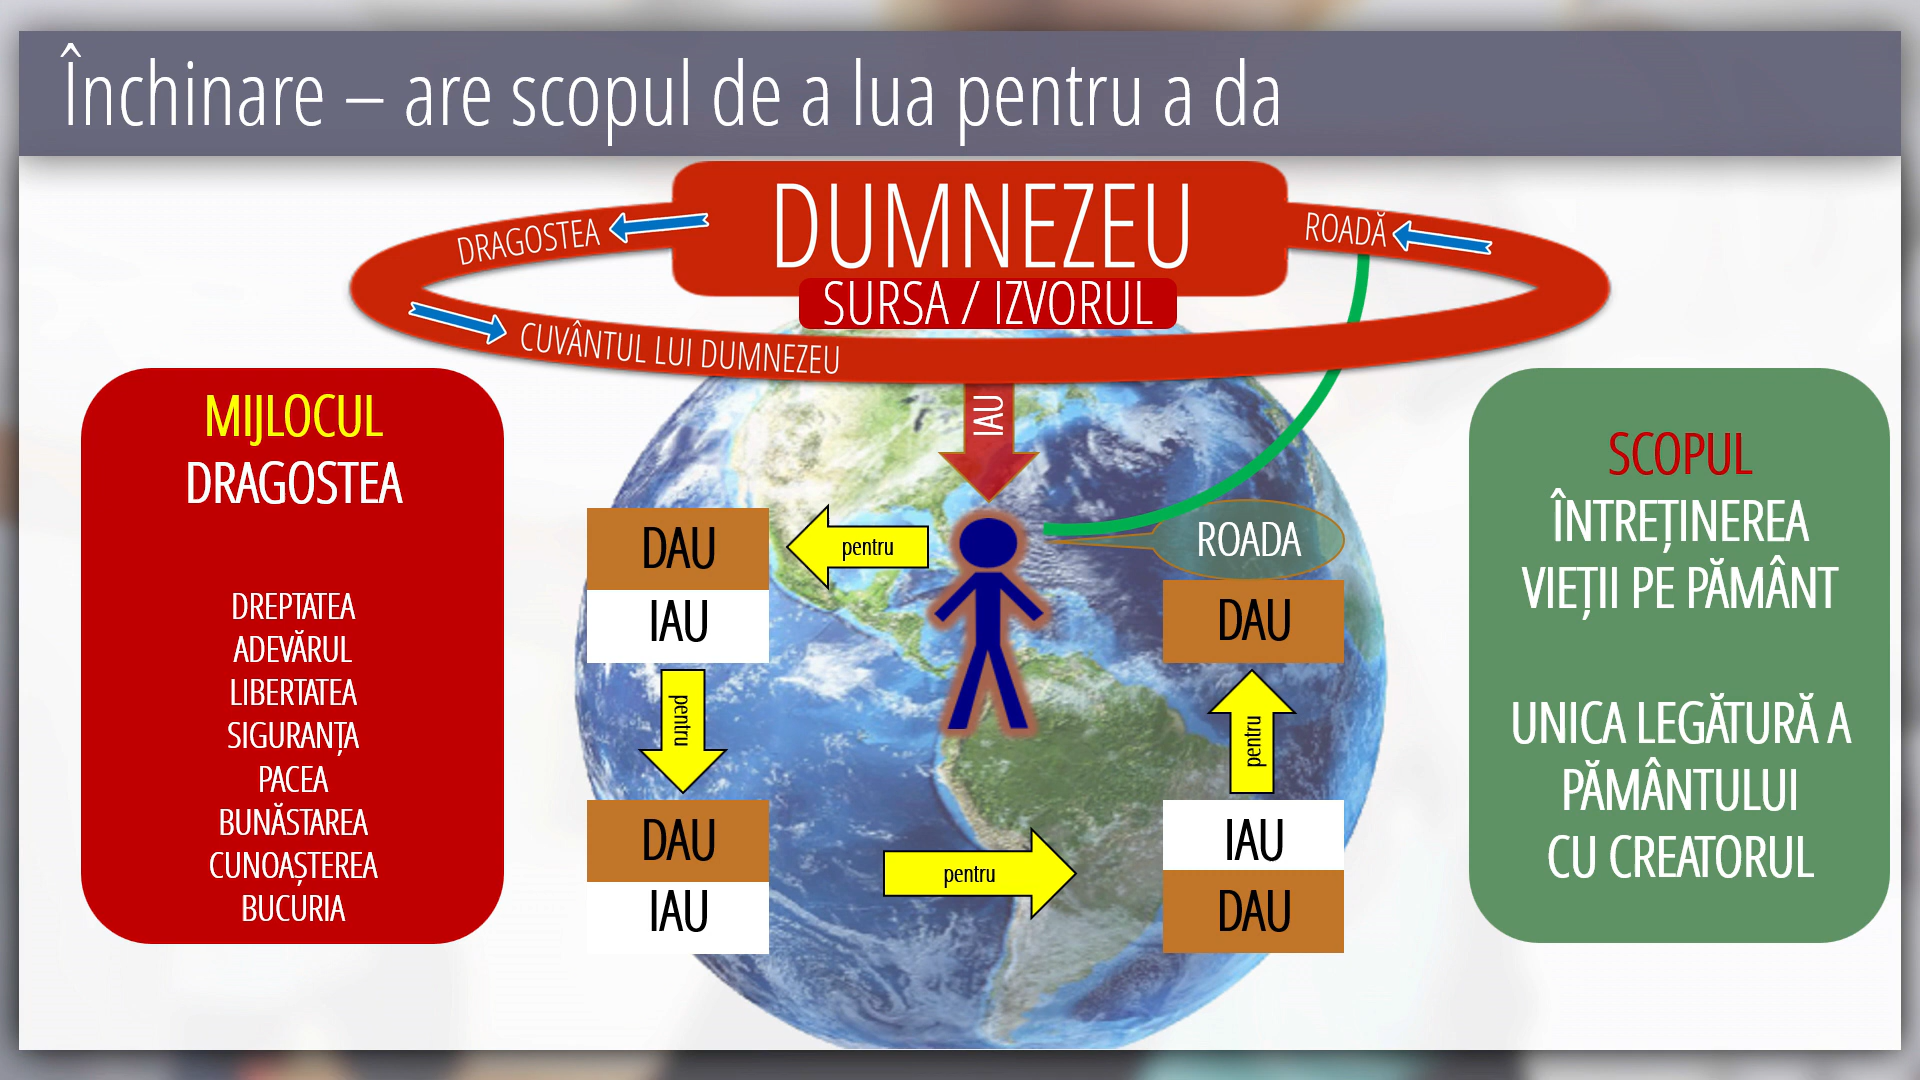 Închinare – are scopul de a lua pentru a da
DUMNEZEU
SURSA / IZVORUL
DRAGOSTEA
ROADĂ
CUVÂNTUL LUI DUMNEZEU
IAU
MIJLOCUL
DRAGOSTEA
DREPTATEA
ADEVĂRUL
LIBERTATEA
SIGURANȚA
PACEA
BUNĂSTAREA
CUNOAȘTEREA
BUCURIA
DAU
IAU
pentru
pentru
DAU
IAU
pentru
IAU
DAU
pentru
DAU
ROADA
SCOPUL
ÎNTREȚINEREA
VIEȚII PE PĂMÂNT
UNICA LEGĂTURĂ A
PĂMÂNTULUI
CU CREATORUL